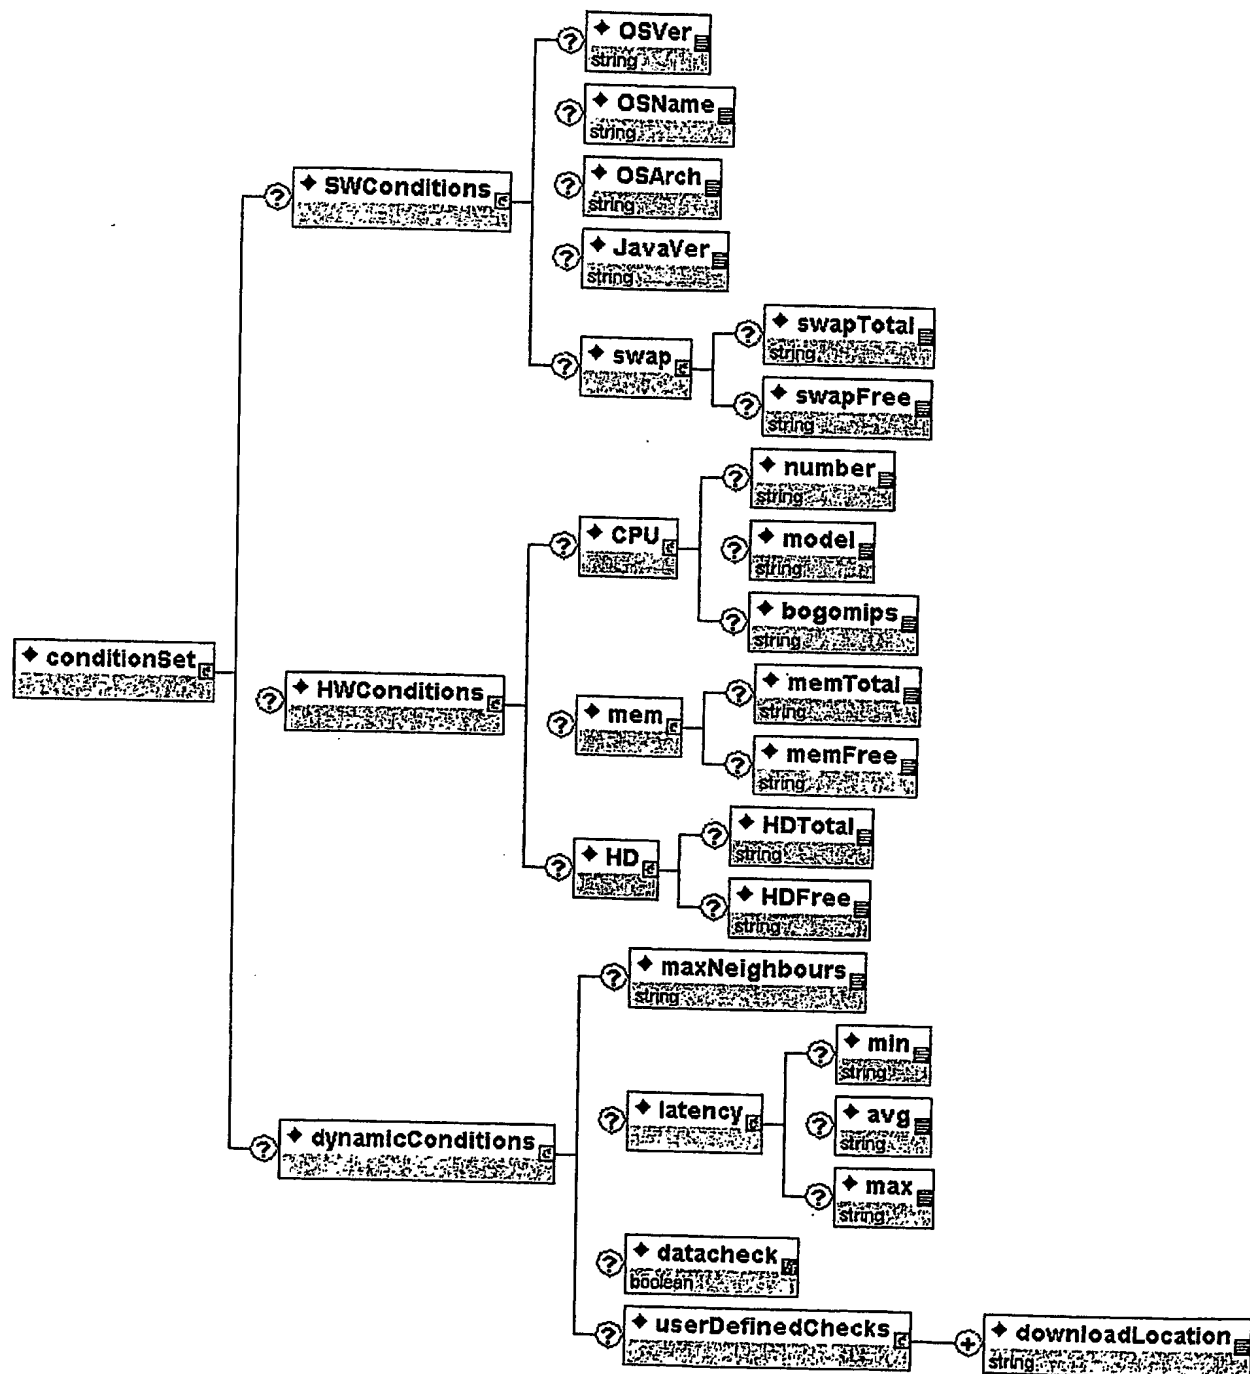 OSVer
string
? OSName
string
? OSArch
string
? JavaVer
string
? SWConditions
? swap
? swapTotal
string
? swapFree
string
? number
string
? CPU
? model
string
? bogomips
string
conditionSet
? HWConditions
? mem
? memTotal
string
? memFree
string
? HD
? HDTotal
string
? HDFree
string
? maxNeighbours
string
? dynamicConditions
? latency
? min
string
? avg
string
? max
string
? datacheck
boolean
? userDefinedChecks
+ downloadLocation
string